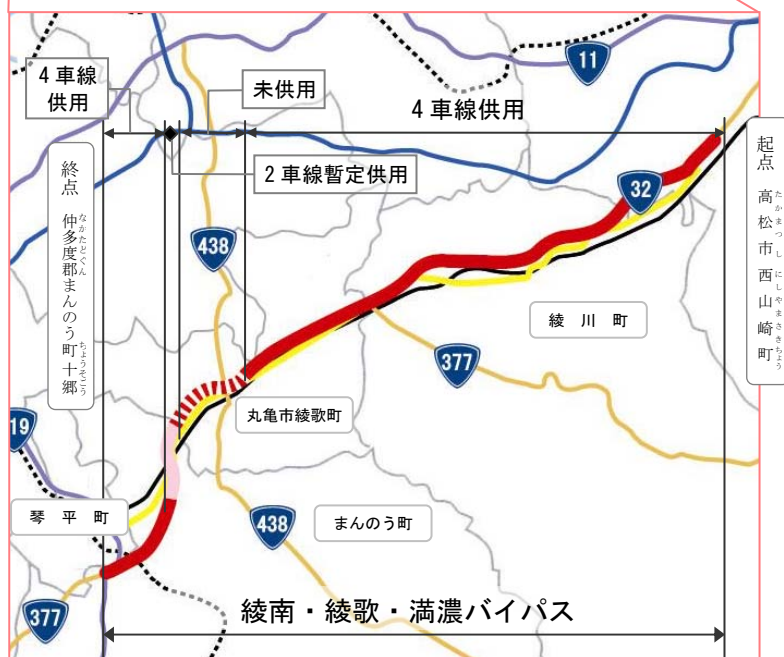 11
4車線
供用
未供用
4車線供用
2車線暫定供用
起点 高松市西山崎町
たかまつし にしやまさきちょう
終点 仲多度郡まんのう町十郷
なかたどぐん ちょうそごう
32
438
綾川町
377
丸亀市綾歌町
19
琴平町
438
まんのう町
377
綾南・綾歌・満濃バイパス